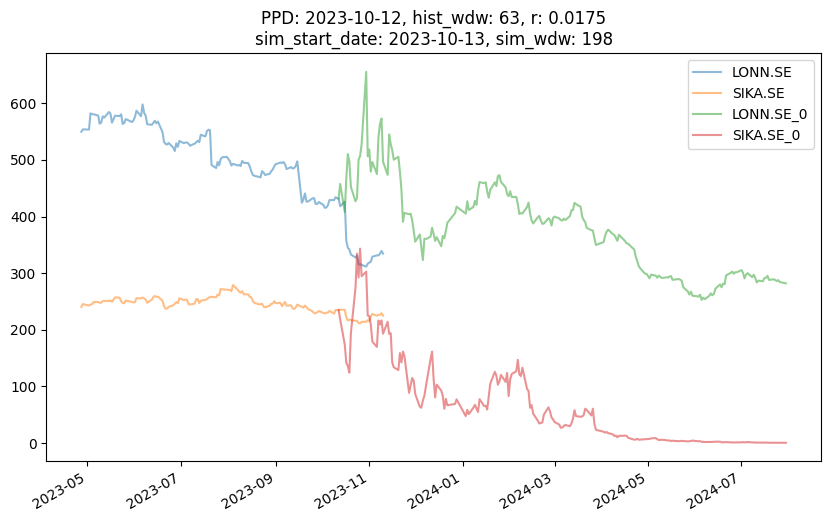 PPD: 2023-10-12, hist_wdw: 63, r: 0.0175
sim_start_date: 2023-10-13, sim_wdw: 198
LONN.SE
SIKA.SE
LONN.SE_0
SIKA.SE_0
600
500
400
300
200
100
0
2023-05
2023-07
2023-09
2023-11
2024-01
2024-03
2024-05
2024-07